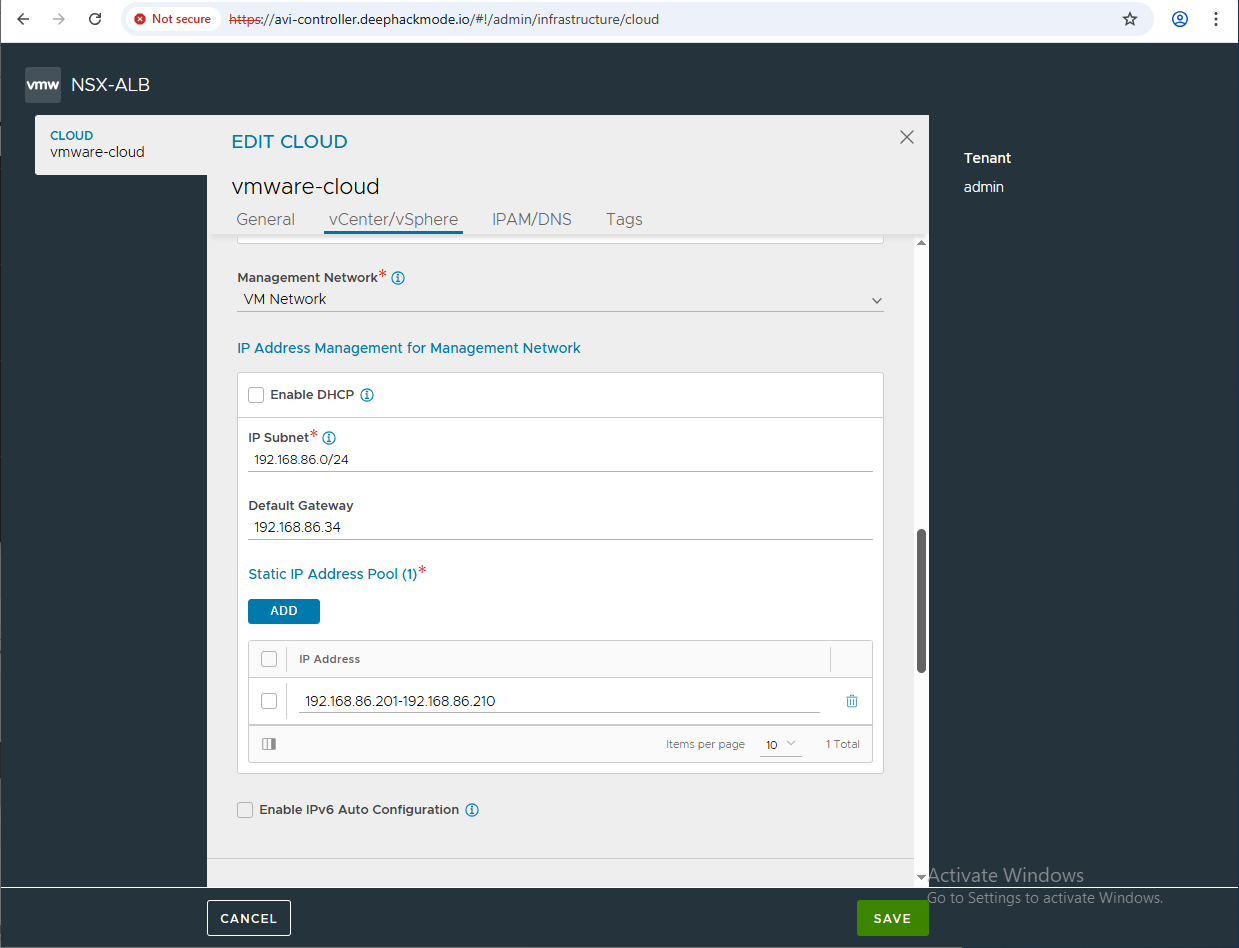 Not secure https://avi-controller.deephackmode.io/#!/admin/infrastructure/cloud
vmw NSX-ALB
CLOUD
vmware-cloud
EDIT CLOUD
Tenant
admin
vmware-cloud
General vCenter/vSphere IPAM/DNS Tags
Management Network*
VM Network
IP Address Management for Management Network
Enable DHCP
IP Subnet*
192.168.86.0/24
Default Gateway
192.168.86.34
Static IP Address Pool (1)*
ADD
IP Address
192.168.86.201-192.168.86.210
Items per page 10 1 Total
Enable IPv6 Auto Configuration
Activate Windows
Go to Settings to activate Windows.
CANCEL SAVE